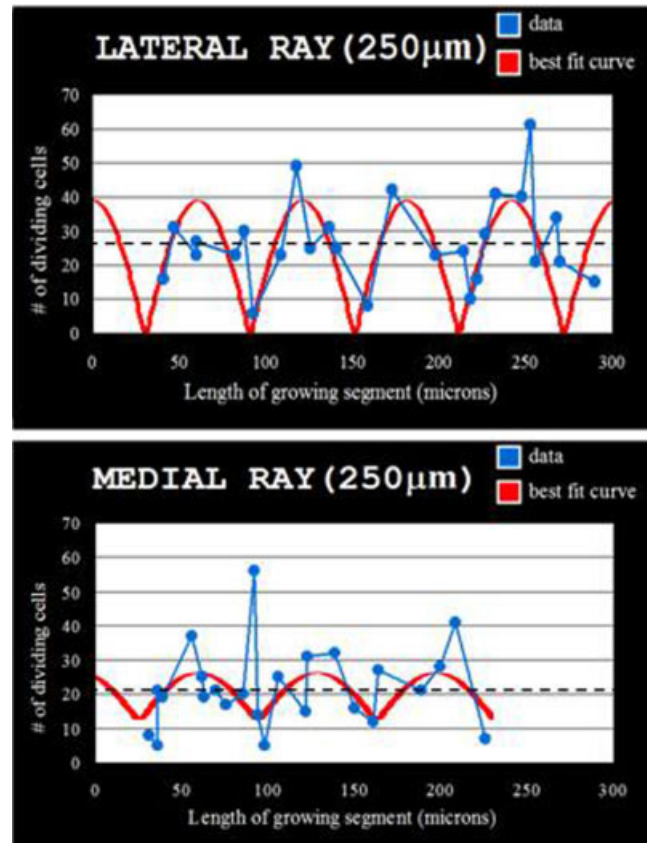 data
LATERAL RAY(250μm)
best fit curve
70
60
50
40
30
20
10
0
# of dividing cells
0 50 100 150 200 250 300
Length of growing segment (microns)
data
MEDIAL RAY(250μm)
best fit curve
70
60
50
40
30
20
10
0
# of dividing cells
0 50 100 150 200 250 300
Length of growing segment (microns)